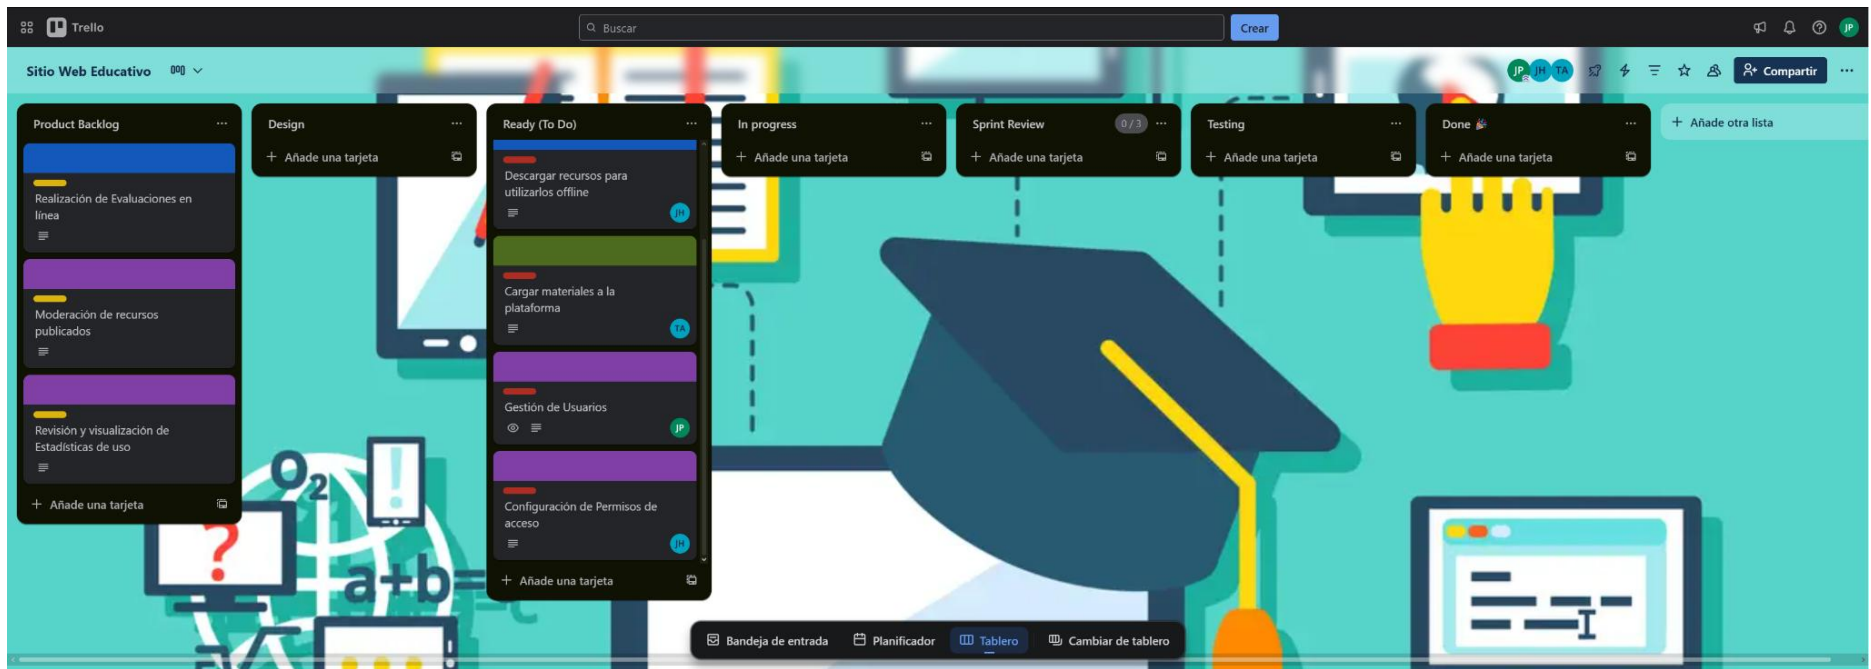 Trello
Buscar
Crear
JP
Sitio Web Educativo
JP JH TA
Compartir
Product Backlog
Realización de Evaluaciones en
línea
Moderación de recursos
publicados
Revisión y visualización de
Estadísticas de uso
+ Añade una tarjeta
Design
+ Añade una tarjeta
Ready (To Do)
Descargar recursos para
utilizarlos offline
JH
Cargar materiales a la
plataforma
TA
Gestión de Usuarios
JP
Configuración de Permisos de
acceso
JH
+ Añade una tarjeta
In progress
+ Añade una tarjeta
Sprint Review 0/3
+ Añade una tarjeta
Testing
+ Añade una tarjeta
Done 🎉
+ Añade una tarjeta
+ Añade otra lista
O2
!
?
a+b=c
Bandeja de entrada
Planificador
Tablero
Cambiar de tablero